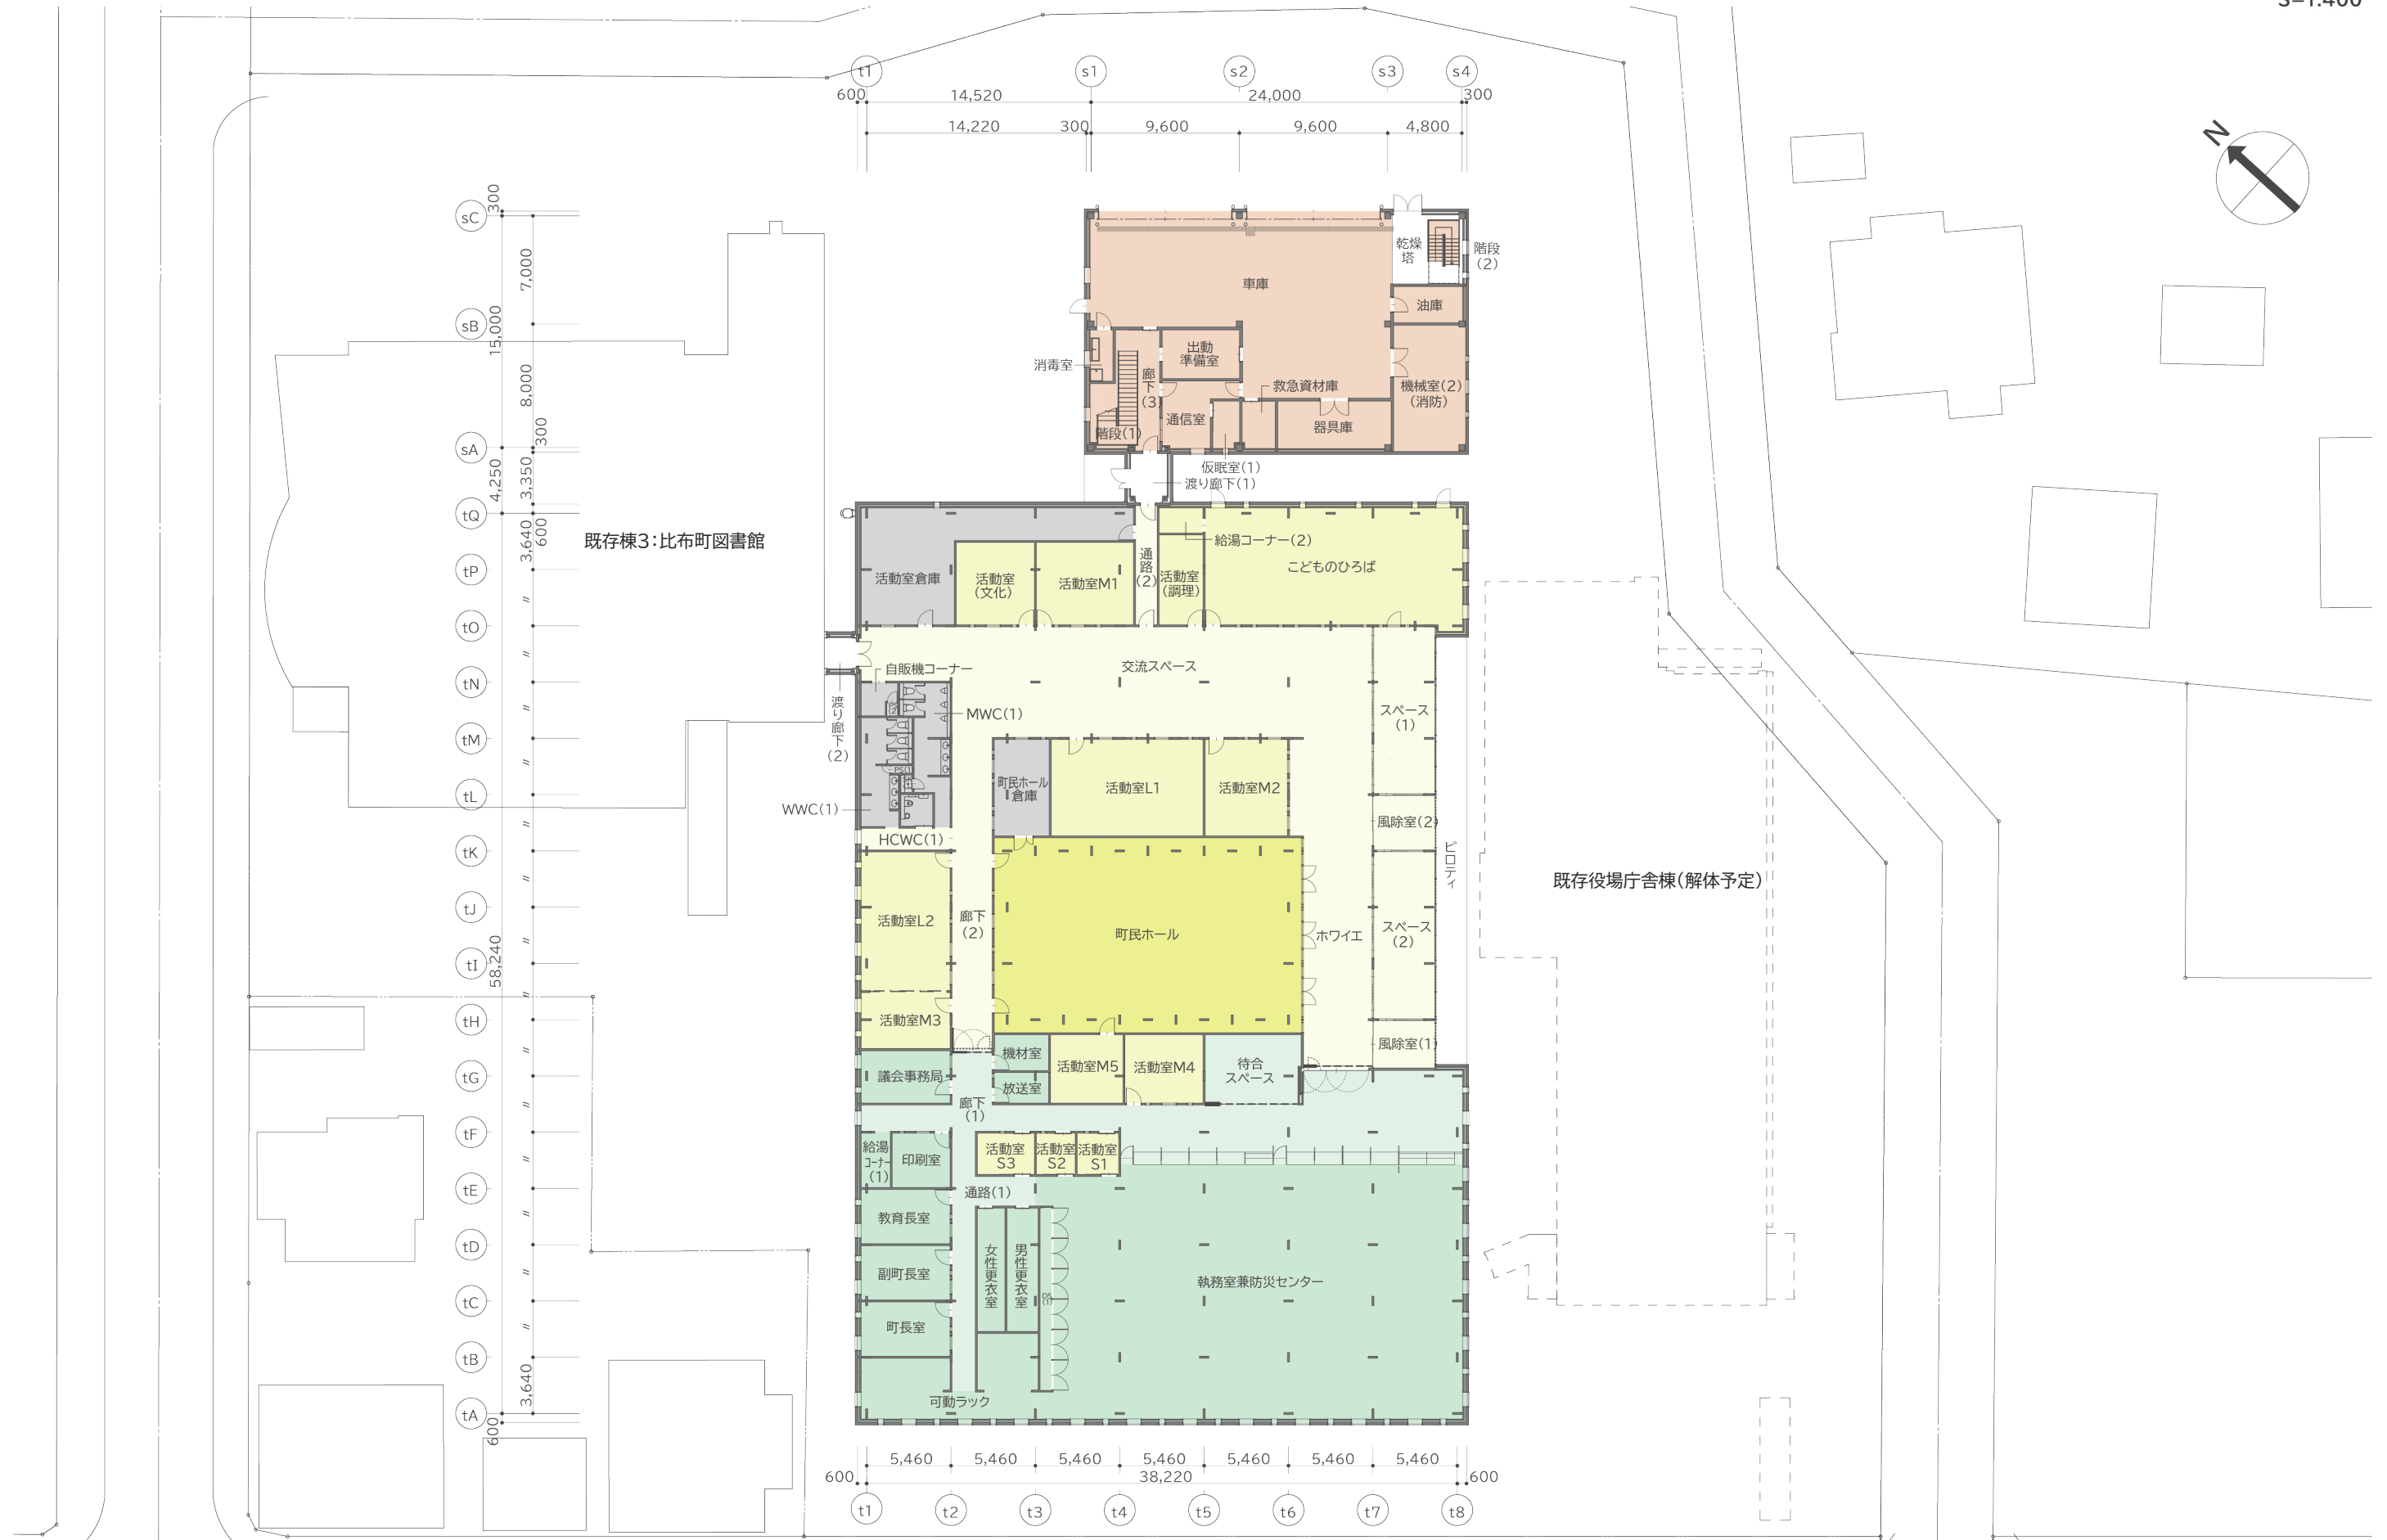 S=1:400
t1
s1
s2
s3
s4
600
14,520
24,000
300
14,220
300
9,600
9,600
4,800
N
sC
300
7,000
sB
15,000
8,000
sA
300
4,250
3,350
tQ
3,640
600
tP
〃
tO
〃
tN
〃
tM
〃
tL
〃
tK
〃
tJ
〃
tI
58,240
〃
tH
〃
tG
〃
tF
〃
tE
〃
tD
〃
tC
〃
tB
3,640
tA
600
既存棟3：比布町図書館
乾燥
塔
階段
(2)
車庫
油庫
消毒室
出動
準備室
廊下(3)
救急資材庫
機械室(2)
(消防)
通信室
器具庫
階段(1)
仮眠室(1)
渡り廊下(1)
給湯コーナー(2)
活動室倉庫
活動室
(文化)
活動室M1
通路(2)
活動室
(調理)
こどものひろば
自販機コーナー
交流スペース
渡り廊下(2)
MWC(1)
スペース
(1)
町民ホール
倉庫
活動室L1
活動室M2
WWC(1)
HCWC(1)
風除室(2)
ピロティ
既存役場庁舎棟(解体予定)
活動室L2
廊下
(2)
町民ホール
ホワイエ
スペース
(2)
活動室M3
風除室(1)
機材室
議会事務局
放送室
活動室M5
活動室M4
待合
スペース
廊下
(1)
給湯
コーナー
(1)
印刷室
活動室
S3
活動室
S2
活動室
S1
通路(1)
教育長室
女性更衣室
男性更衣室
副町長室
執務室兼防災センター
町長室
可動ラック
5,460
5,460
5,460
5,460
5,460
5,460
5,460
600
38,220
600
t1
t2
t3
t4
t5
t6
t7
t8